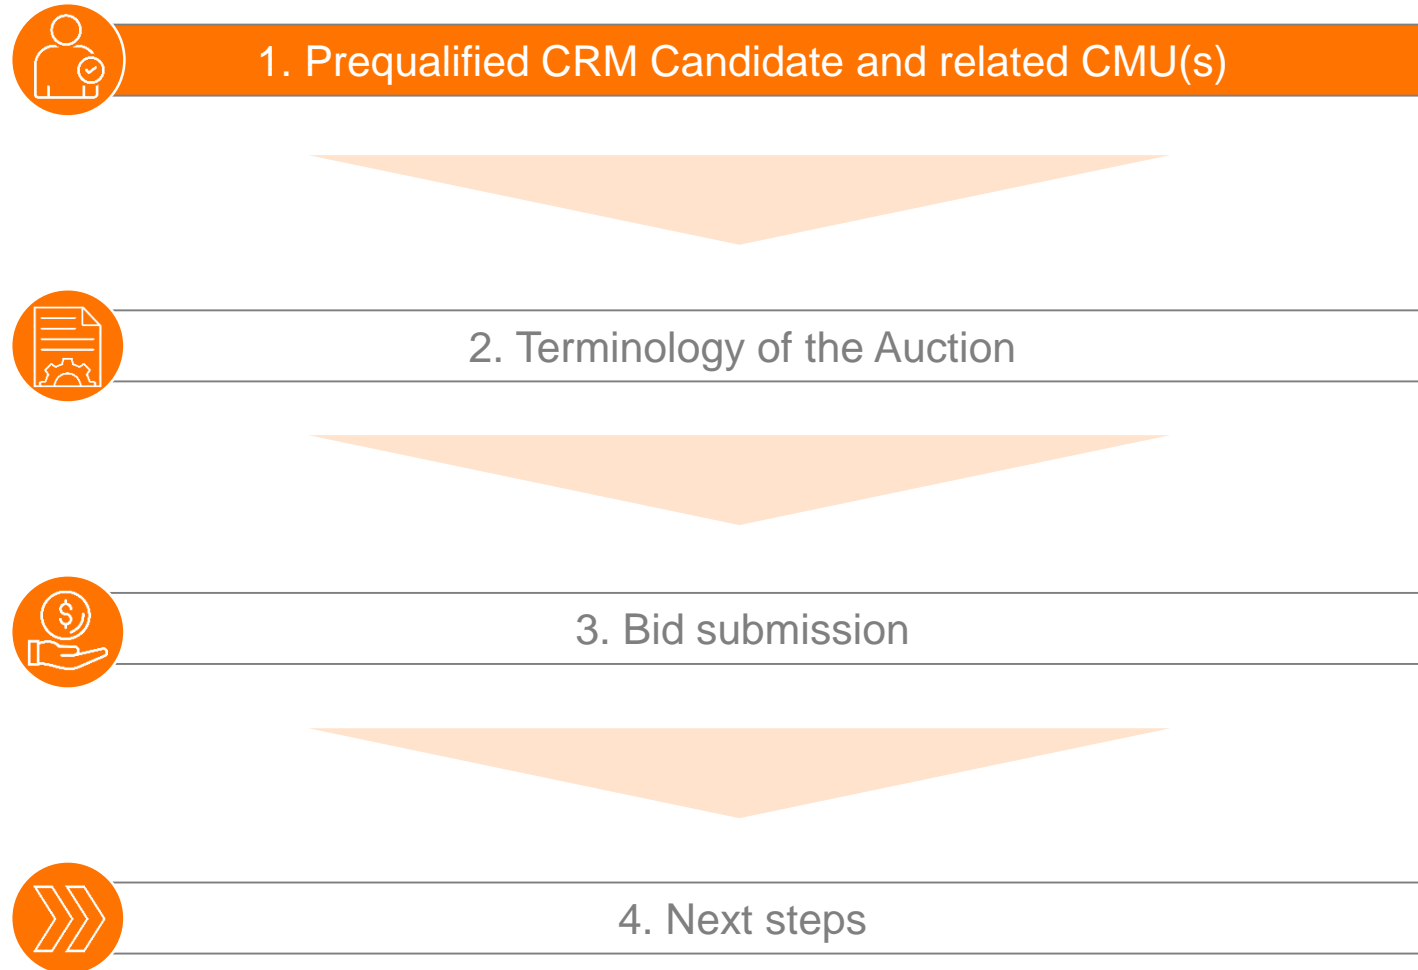 1. Prequalified CRM Candidate and related CMU(s)
2. Terminology of the Auction
3. Bid submission
4. Next steps